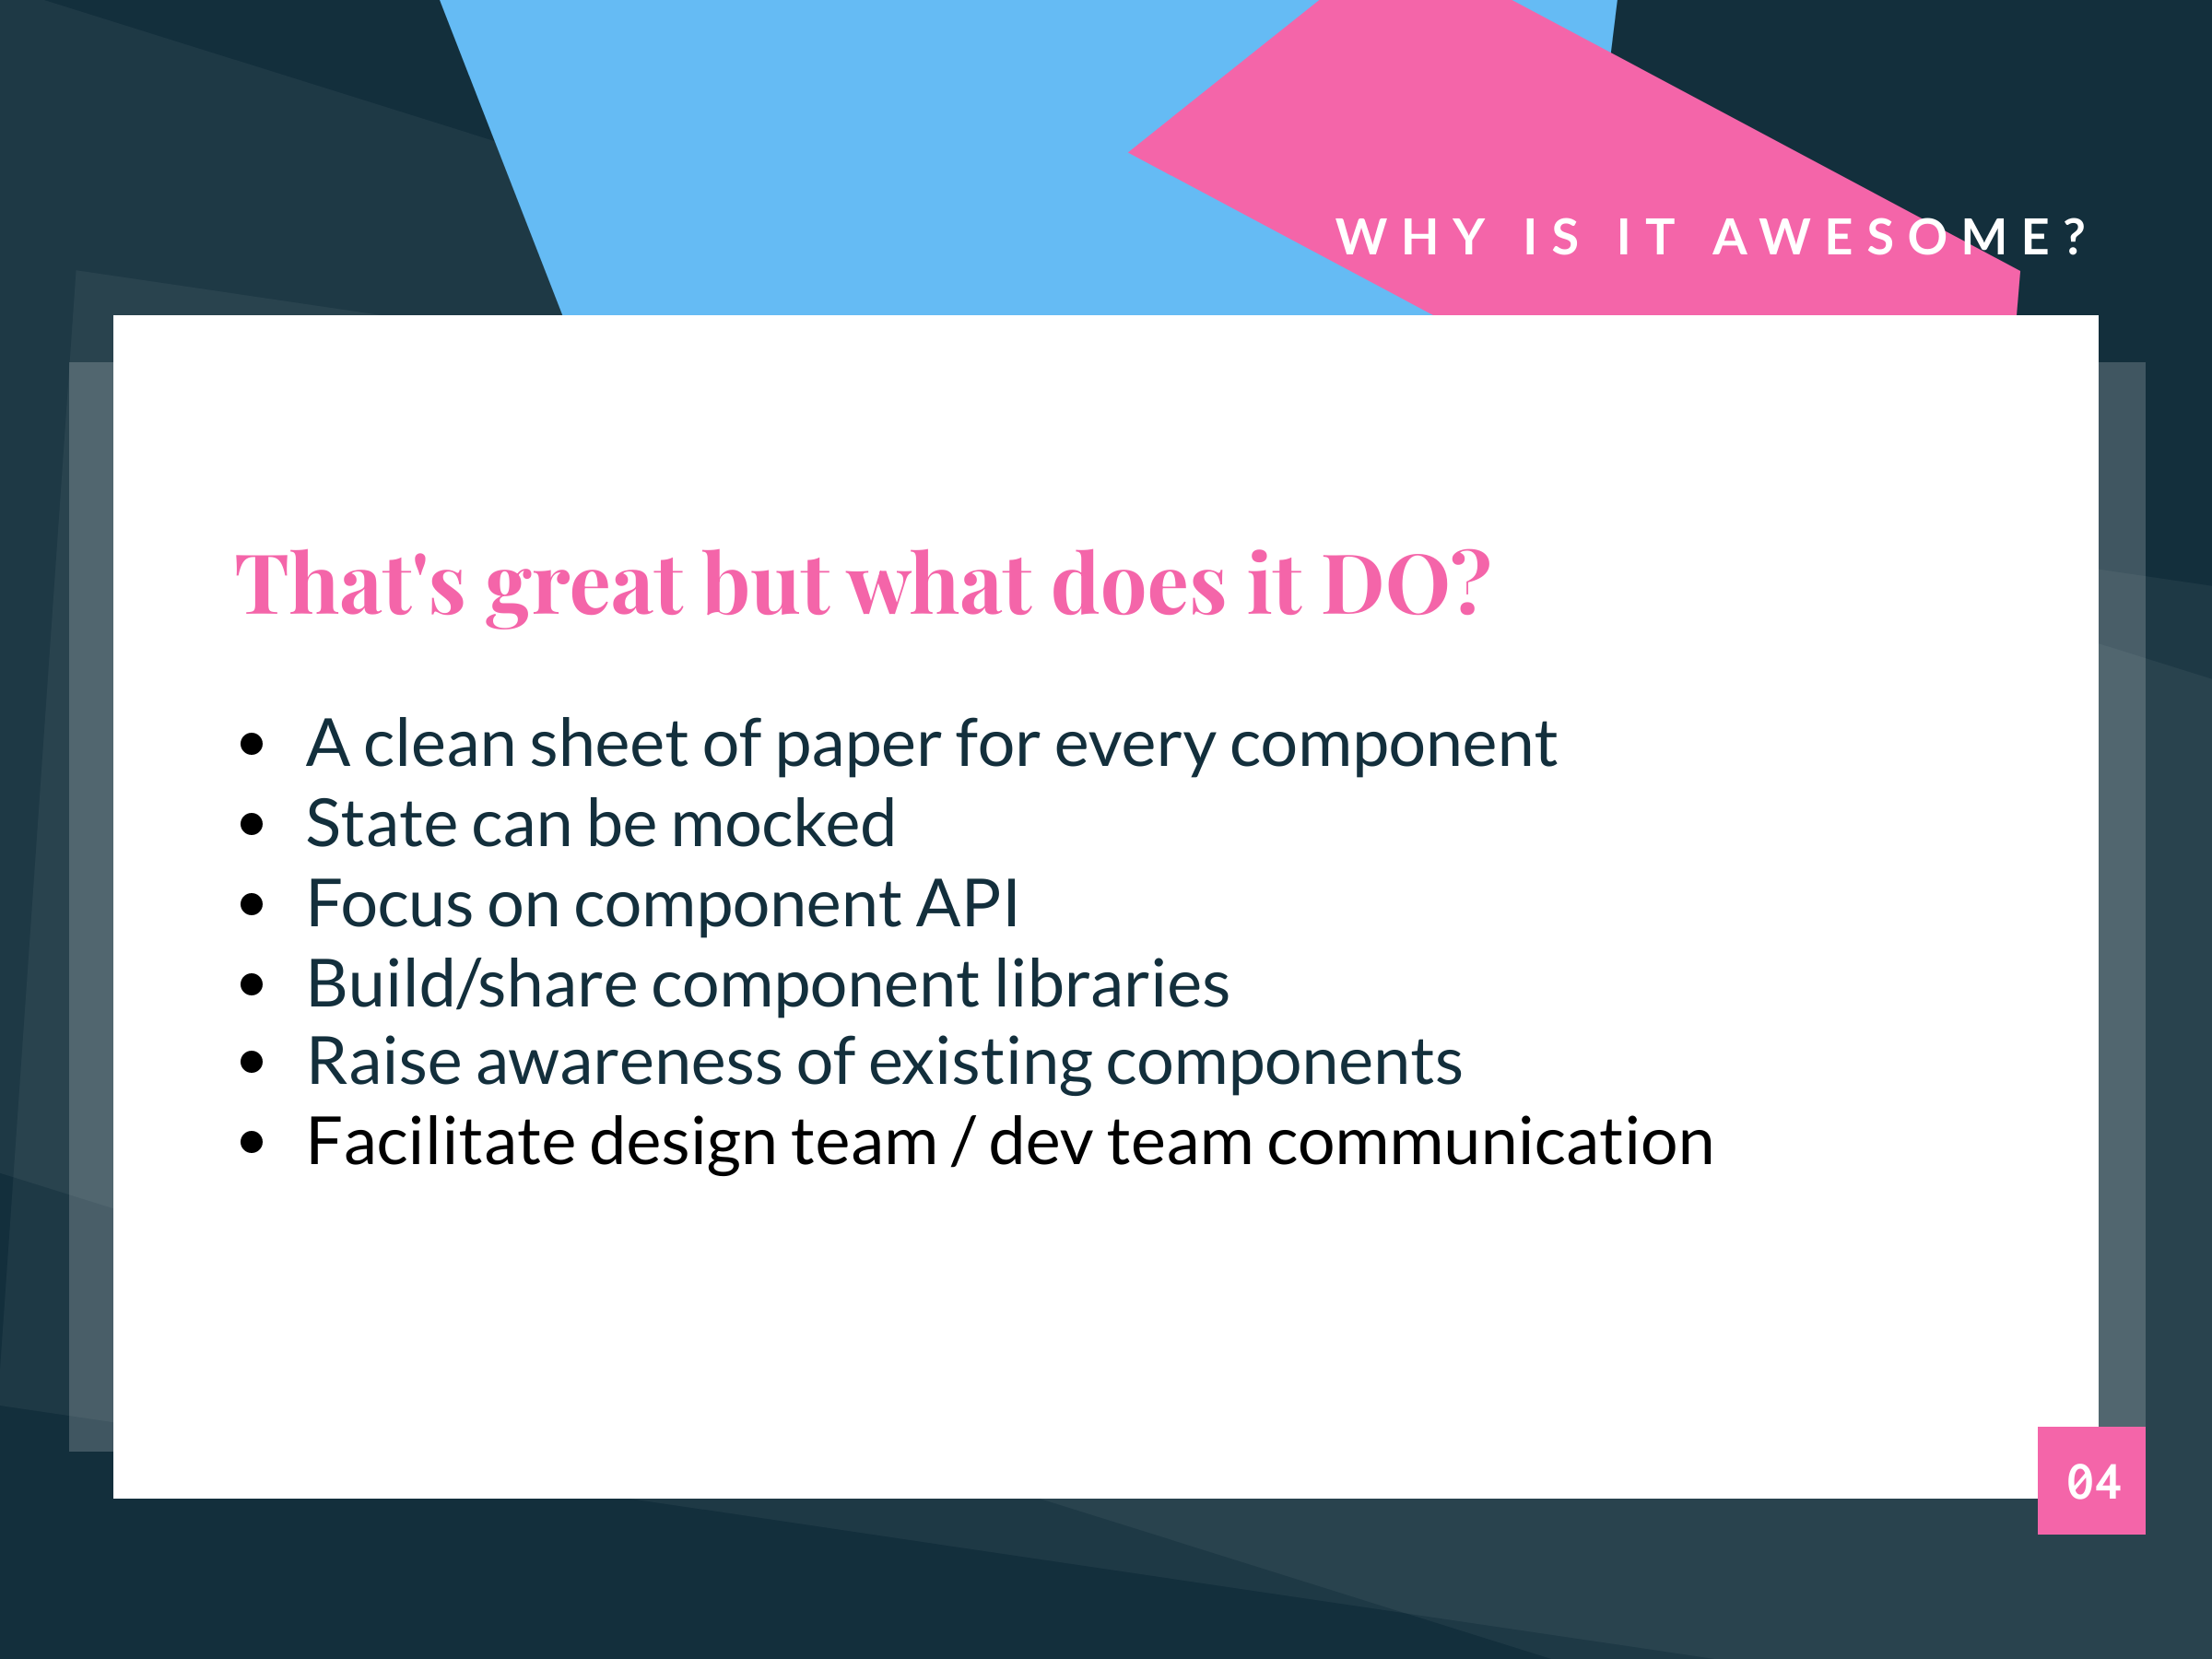 WHY IS IT AWESOME?
That's great but what does it DO?
• A clean sheet of paper for every component
• State can be mocked
• Focus on component API
• Build/share component libraries
• Raise awareness of existing components
• Facilitate design team / dev team communication
04